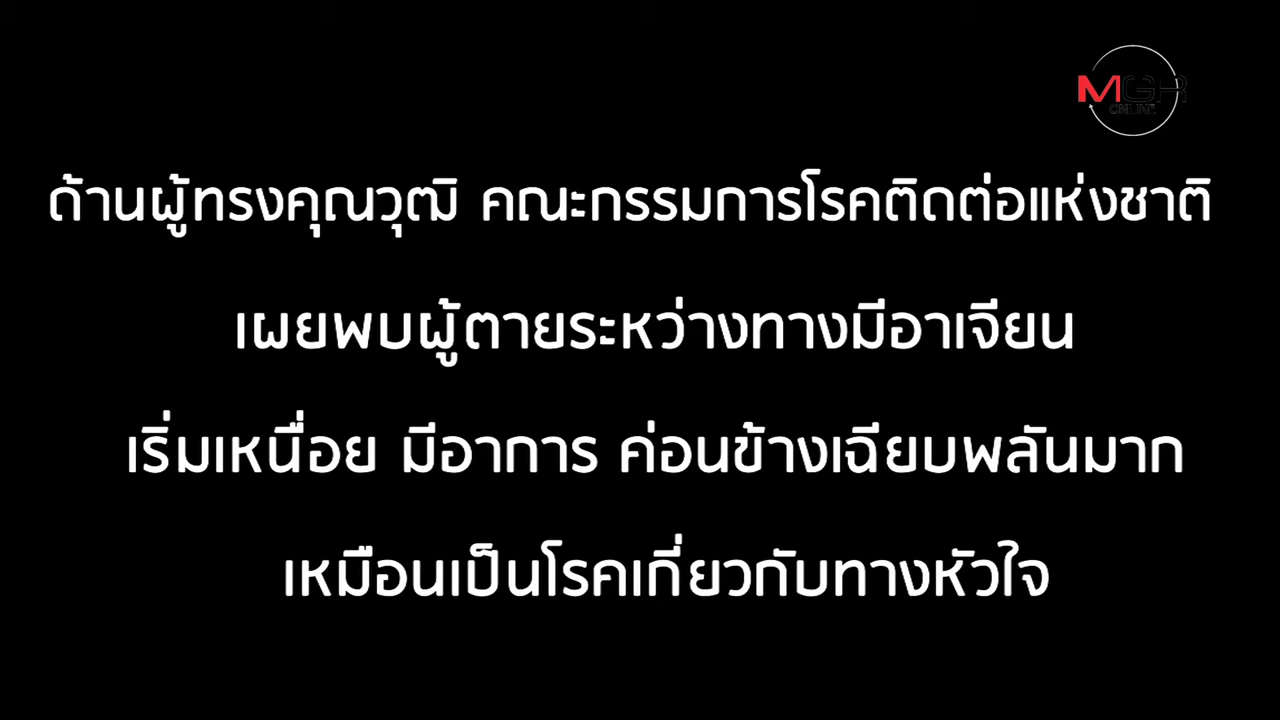 MGR
ONLINE
ด้านผู้ทรงคุณวุฒิ คณะกรรมการโรคติดต่อแห่งชาติ
เผยพบผู้ตายระหว่างทางมีอาเจียน
เริ่มเหนื่อย มีอาการ ค่อนข้างเฉียบพลันมาก
เหมือนเป็นโรคเกี่ยวกับทางหัวใจ